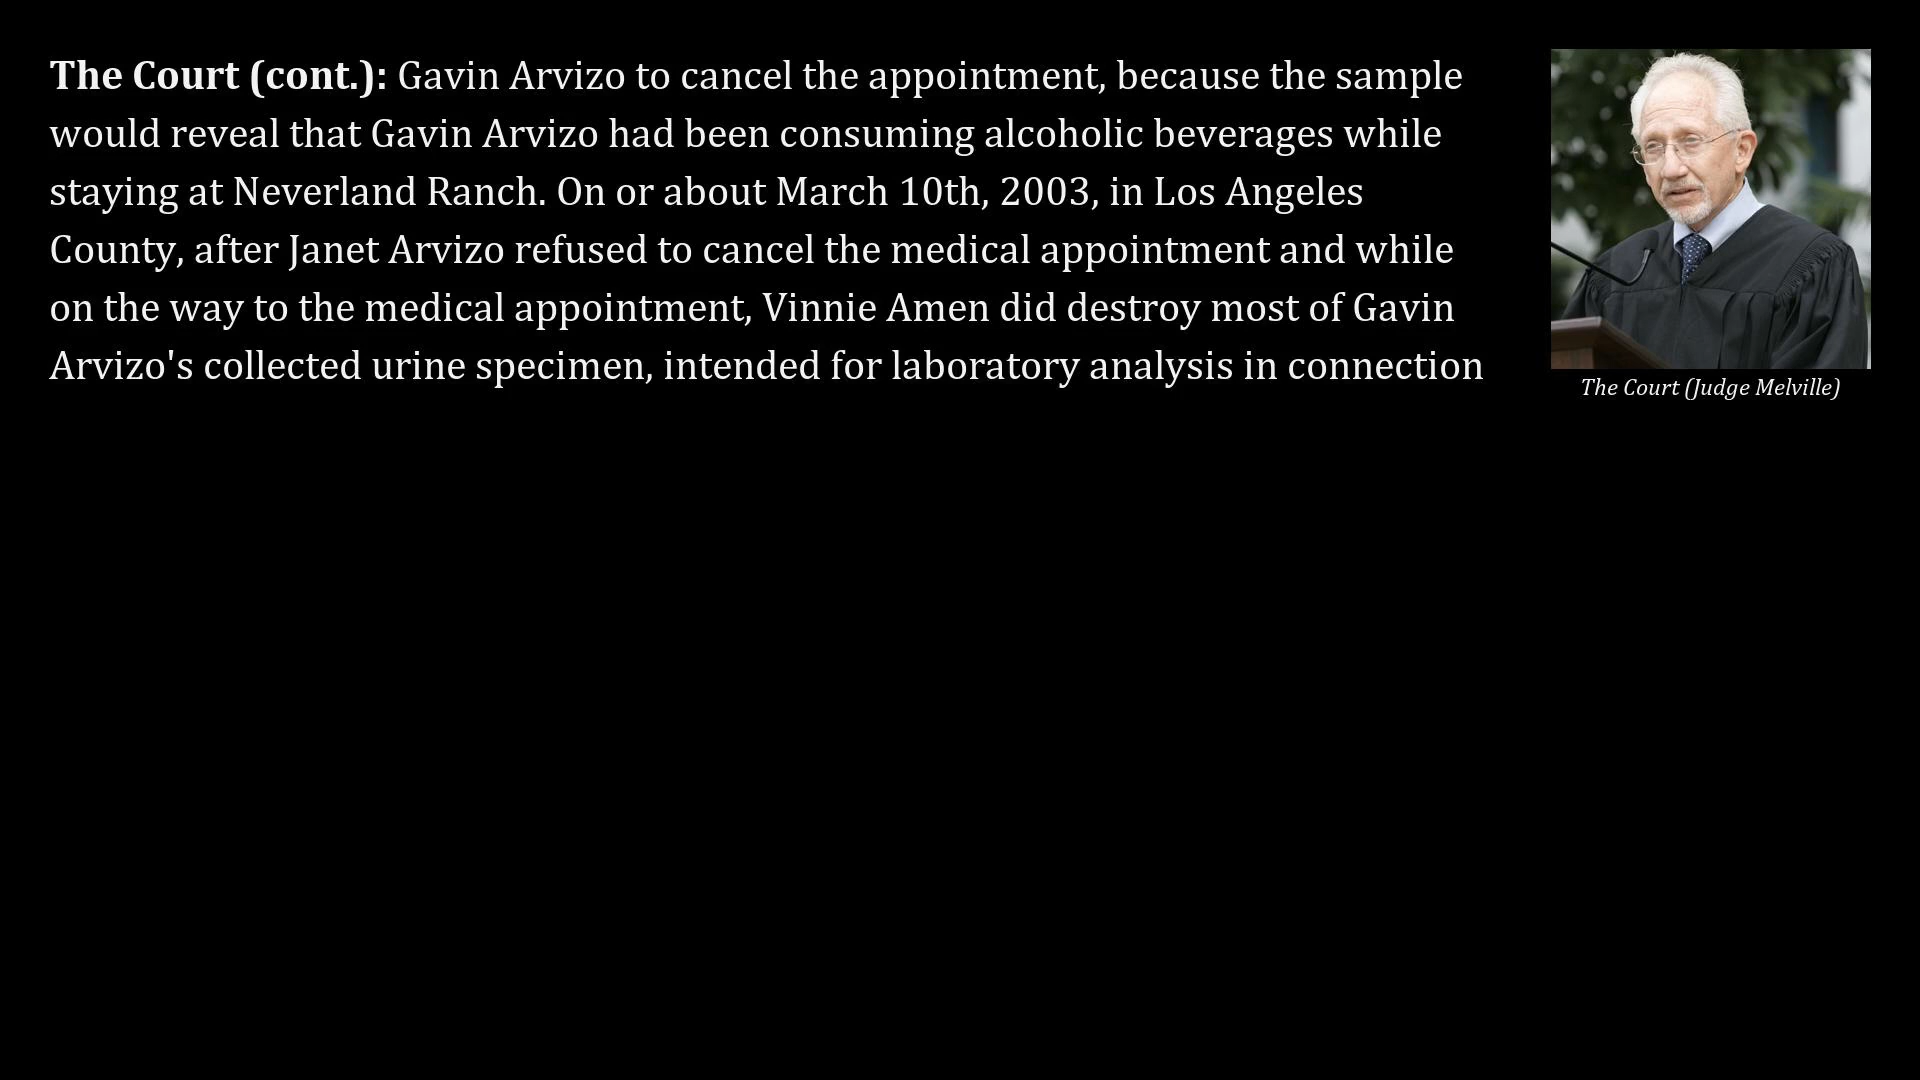 The Court (cont.): Gavin Arvizo to cancel the appointment, because the sample
would reveal that Gavin Arvizo had been consuming alcoholic beverages while
staying at Neverland Ranch. On or about March 10th, 2003, in Los Angeles
County, after Janet Arvizo refused to cancel the medical appointment and while
on the way to the medical appointment, Vinnie Amen did destroy most of Gavin
Arvizo's collected urine specimen, intended for laboratory analysis in connection
The Court (Judge Melville)